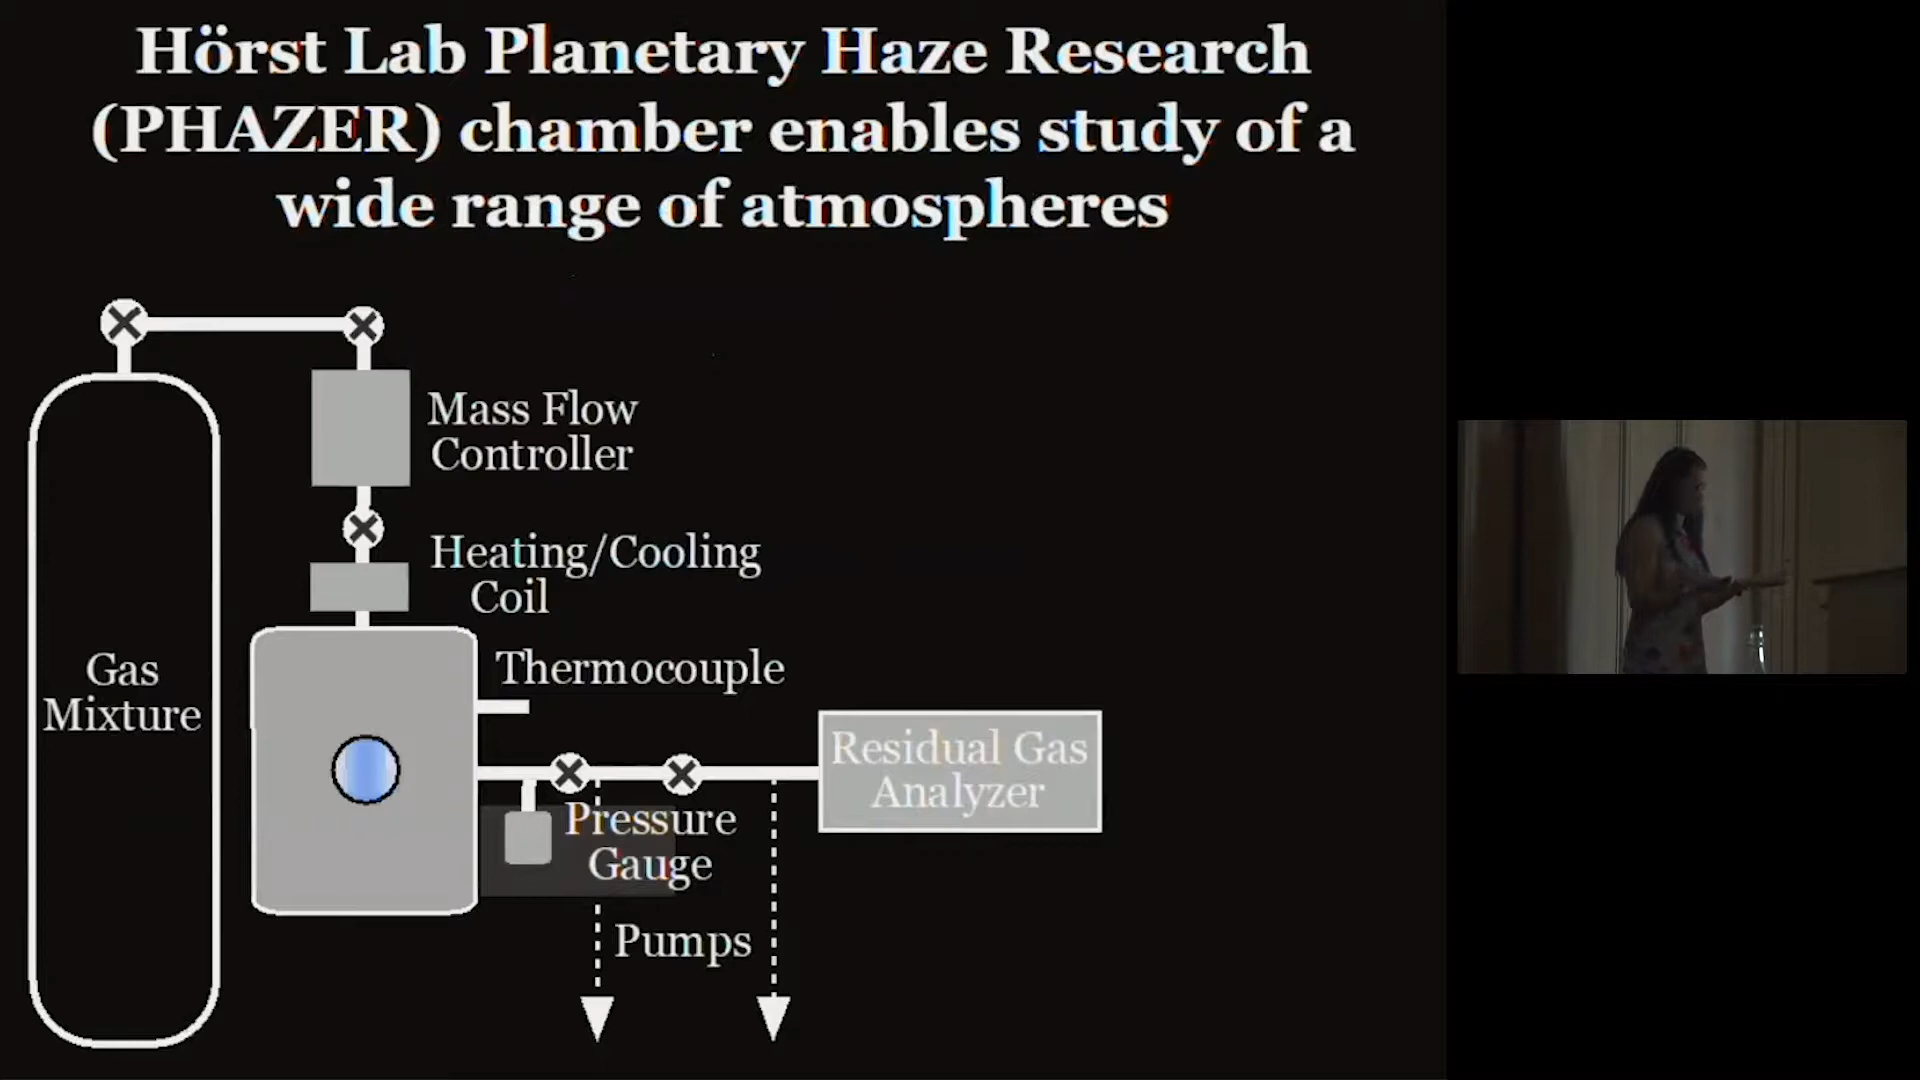 Hörst Lab Planetary Haze Research
(PHAZER) chamber enables study of a
wide range of atmospheres
Mass Flow
Controller
Heating/Cooling
Coil
Thermocouple
Gas
Mixture
Residual Gas
Analyzer
Pressure
Gauge
Pumps